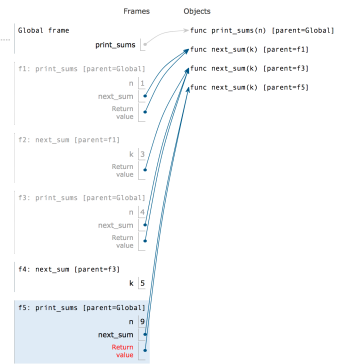 Frames Objects
Global frame
print_sums
func print_sums(n) [parent=Global]
func next_sum(k) [parent=f1]
func next_sum(k) [parent=f3]
func next_sum(k) [parent=f5]
f1: print_sums [parent=Global]
n 1
next_sum
Return
value
f2: next_sum [parent=f1]
k 3
Return
value
f3: print_sums [parent=Global]
n 4
next_sum
Return
value
f4: next_sum [parent=f3]
k 5
f5: print_sums [parent=Global]
n 9
next_sum
Return
value